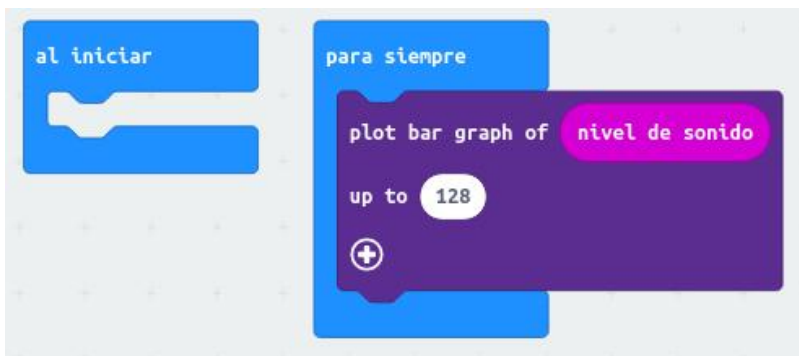 al iniciar
para siempre
plot bar graph of nivel de sonido
up to 128